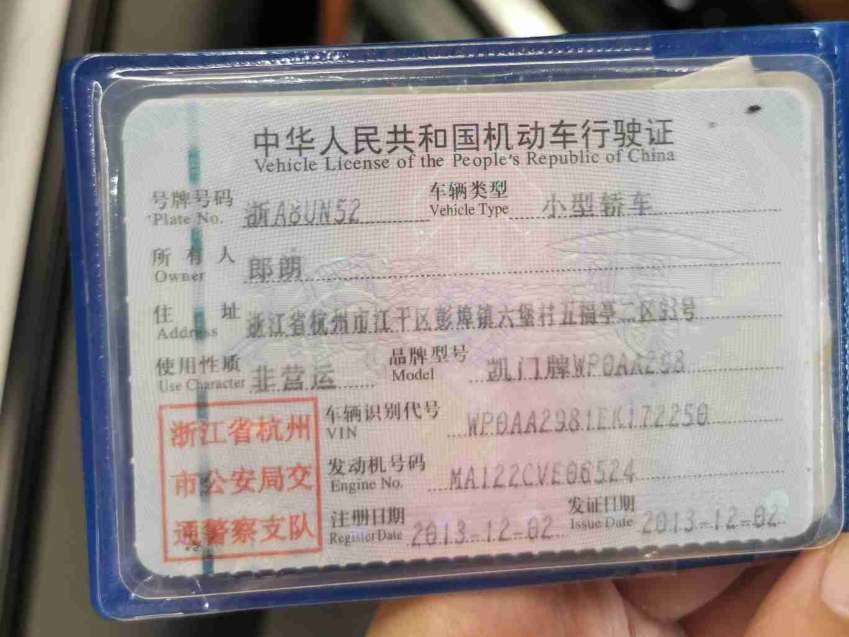 中华人民共和国机动车行驶证
Vehicle License of the People's Republic of China
号牌号码 浙A8UN52 车辆类型 小型轿车
Plate No. Vehicle Type
所有人 郎朗
Owner
住址 浙江省杭州市江干区彭埠镇六堡村五福亭二区93号
Address
使用性质 非营运 品牌型号 凯门牌WP0AA298
Use Character Model
浙江省杭州
市公安局交
通警察支队
车辆识别代号 WP0AA2981EK172250
VIN
发动机号码 MA122CVE06524
Engine No.
注册日期 2013-12-02 发证日期 2013-12-02
Register Date Issue Date